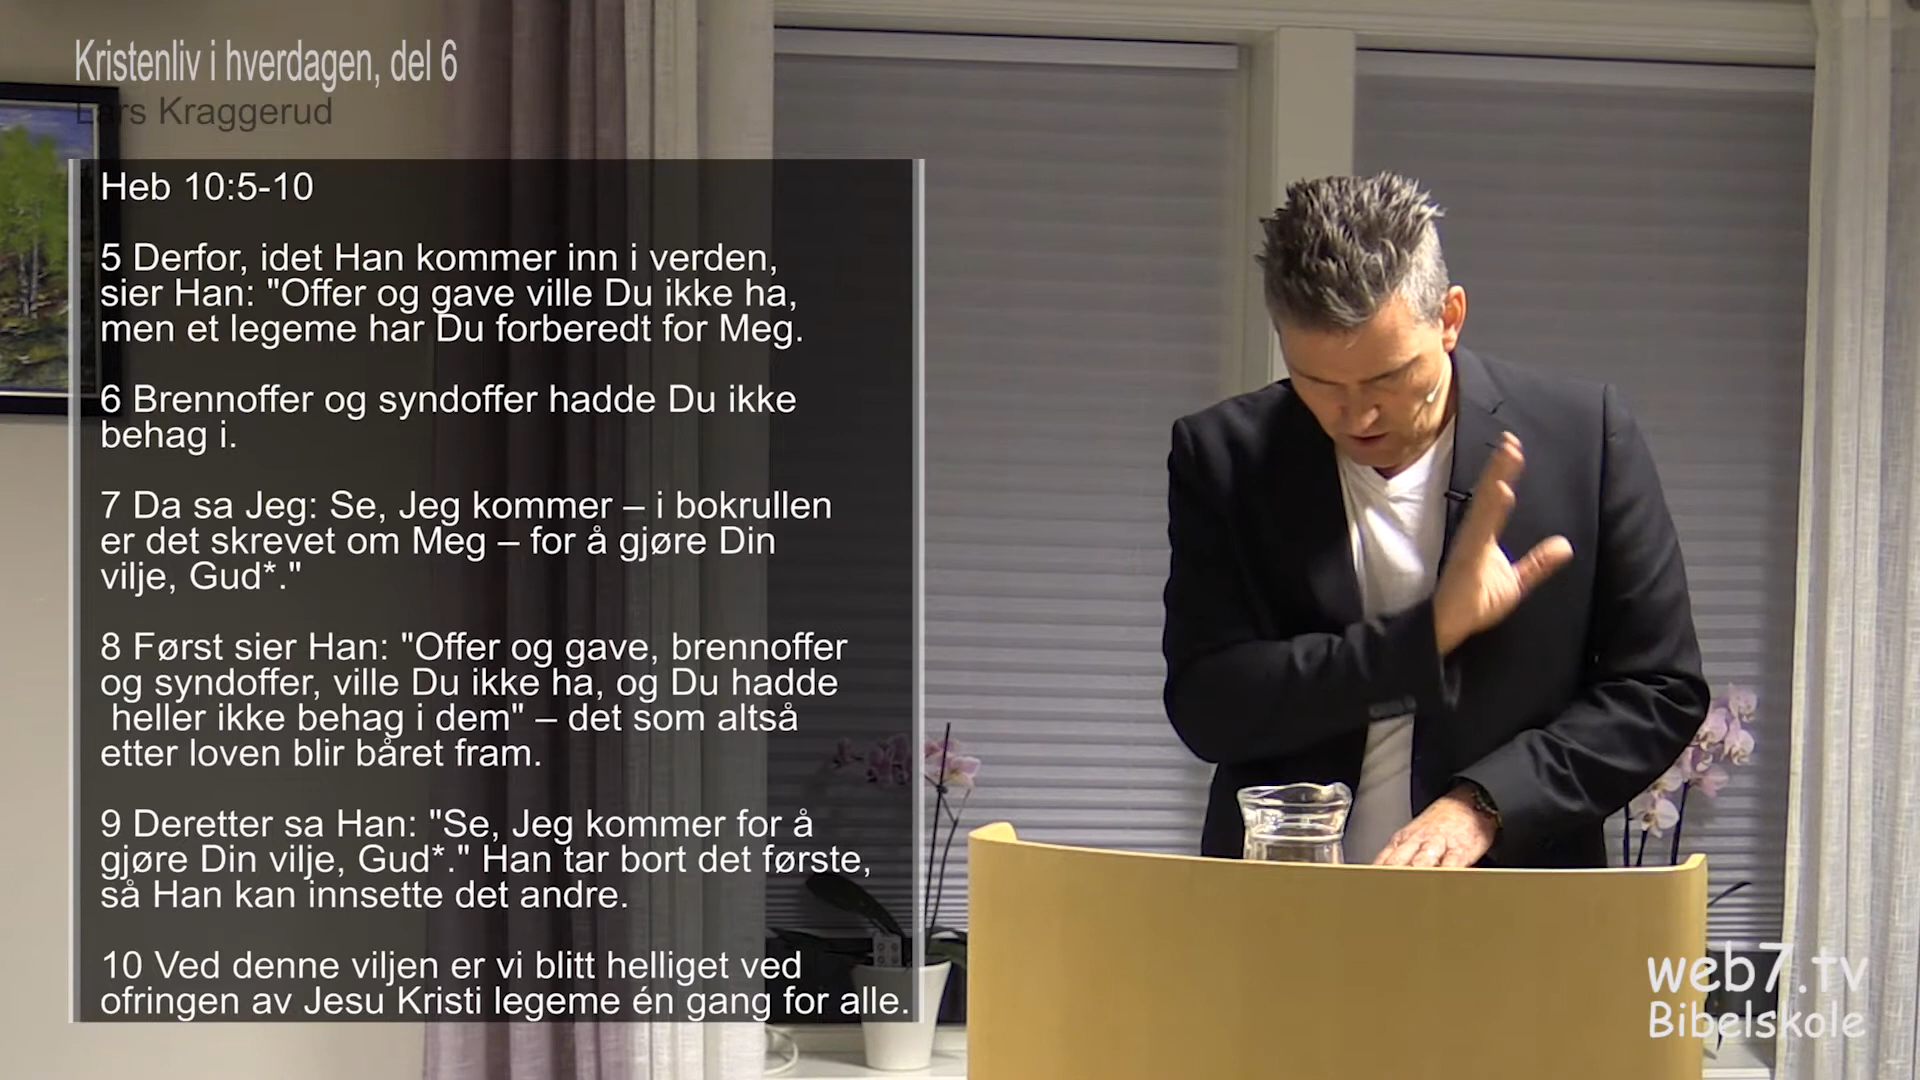 Kristenliv i hverdagen, del 6
Lars Kraggerud
Heb 10:5-10
5 Derfor, idet Han kommer inn i verden,
sier Han: "Offer og gave ville Du ikke ha,
men et legeme har Du forberedt for Meg.
6 Brennoffer og syndoffer hadde Du ikke
behag i.
7 Da sa Jeg: Se, Jeg kommer – i bokrullen
er det skrevet om Meg – for å gjøre Din
vilje, Gud*."
8 Først sier Han: "Offer og gave, brennoffer
og syndoffer, ville Du ikke ha, og Du hadde
heller ikke behag i dem" – det som altså
etter loven blir båret fram.
9 Deretter sa Han: "Se, Jeg kommer for å
gjøre Din vilje, Gud*." Han tar bort det første,
så Han kan innsette det andre.
10 Ved denne viljen er vi blitt helliget ved
ofringen av Jesu Kristi legeme én gang for alle.
web7.tv
Bibelskole